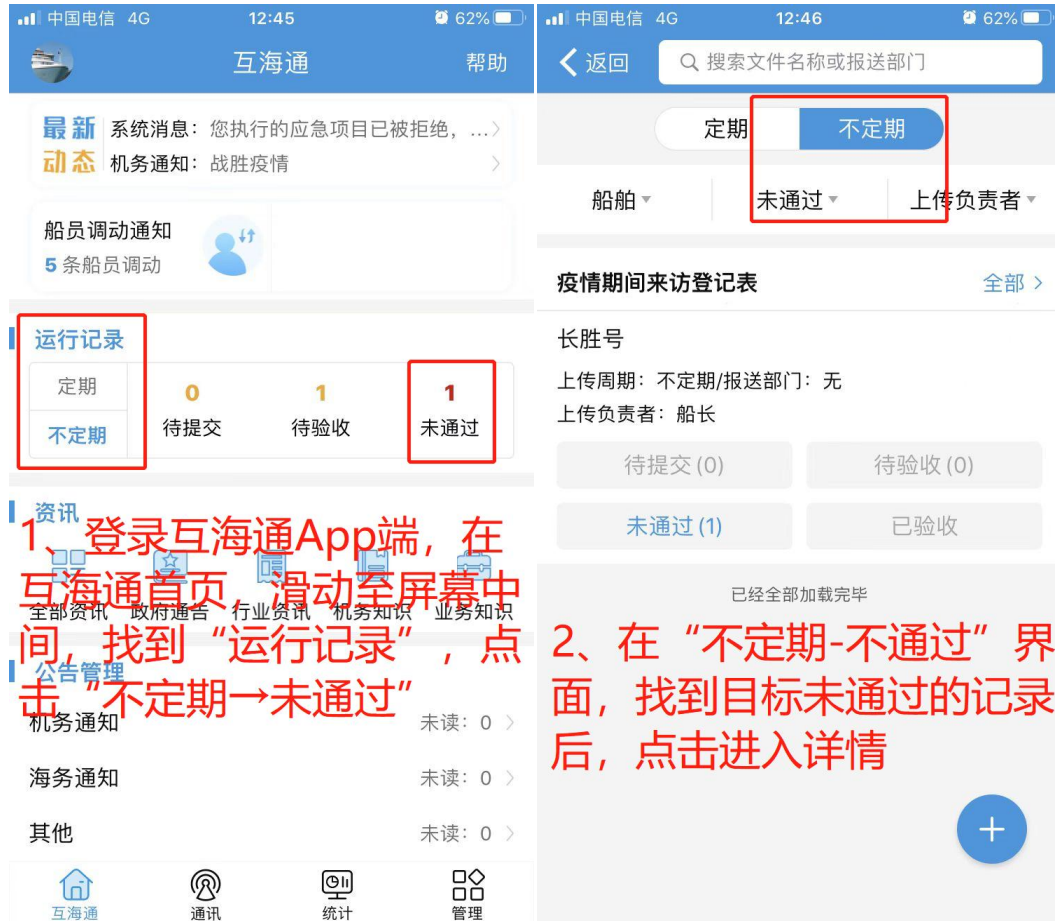 中国电信 4G 12:45 62%
互海通 帮助
最新 系统消息：您执行的应急项目已被拒绝，...
动态 机务通知：战胜疫情
船员调动通知
5 条船员调动
运行记录
定期
不定期
0
待提交
1
待验收
1
未通过
资讯
全部资讯 政府通告 行业资讯 机务知识 业务知识
1、登录互海通App端，在
互海通首页，滑动至屏幕中
间，找到“运行记录”，点
击“不定期→未通过”
公告管理
机务通知 未读：0
海务通知 未读：0
其他 未读：0
互海通 通讯 统计 管理
中国电信 4G 12:46 62%
返回 搜索文件名称或报送部门
定期 不定期
船舶 未通过 上传负责者
疫情期间来访登记表 全部
长胜号
上传周期：不定期/报送部门：无
上传负责者：船长
待提交(0) 待验收(0)
未通过(1) 已验收
已经全部加载完毕
2、在“不定期-不通过”界
面，找到目标未通过的记录
后，点击进入详情